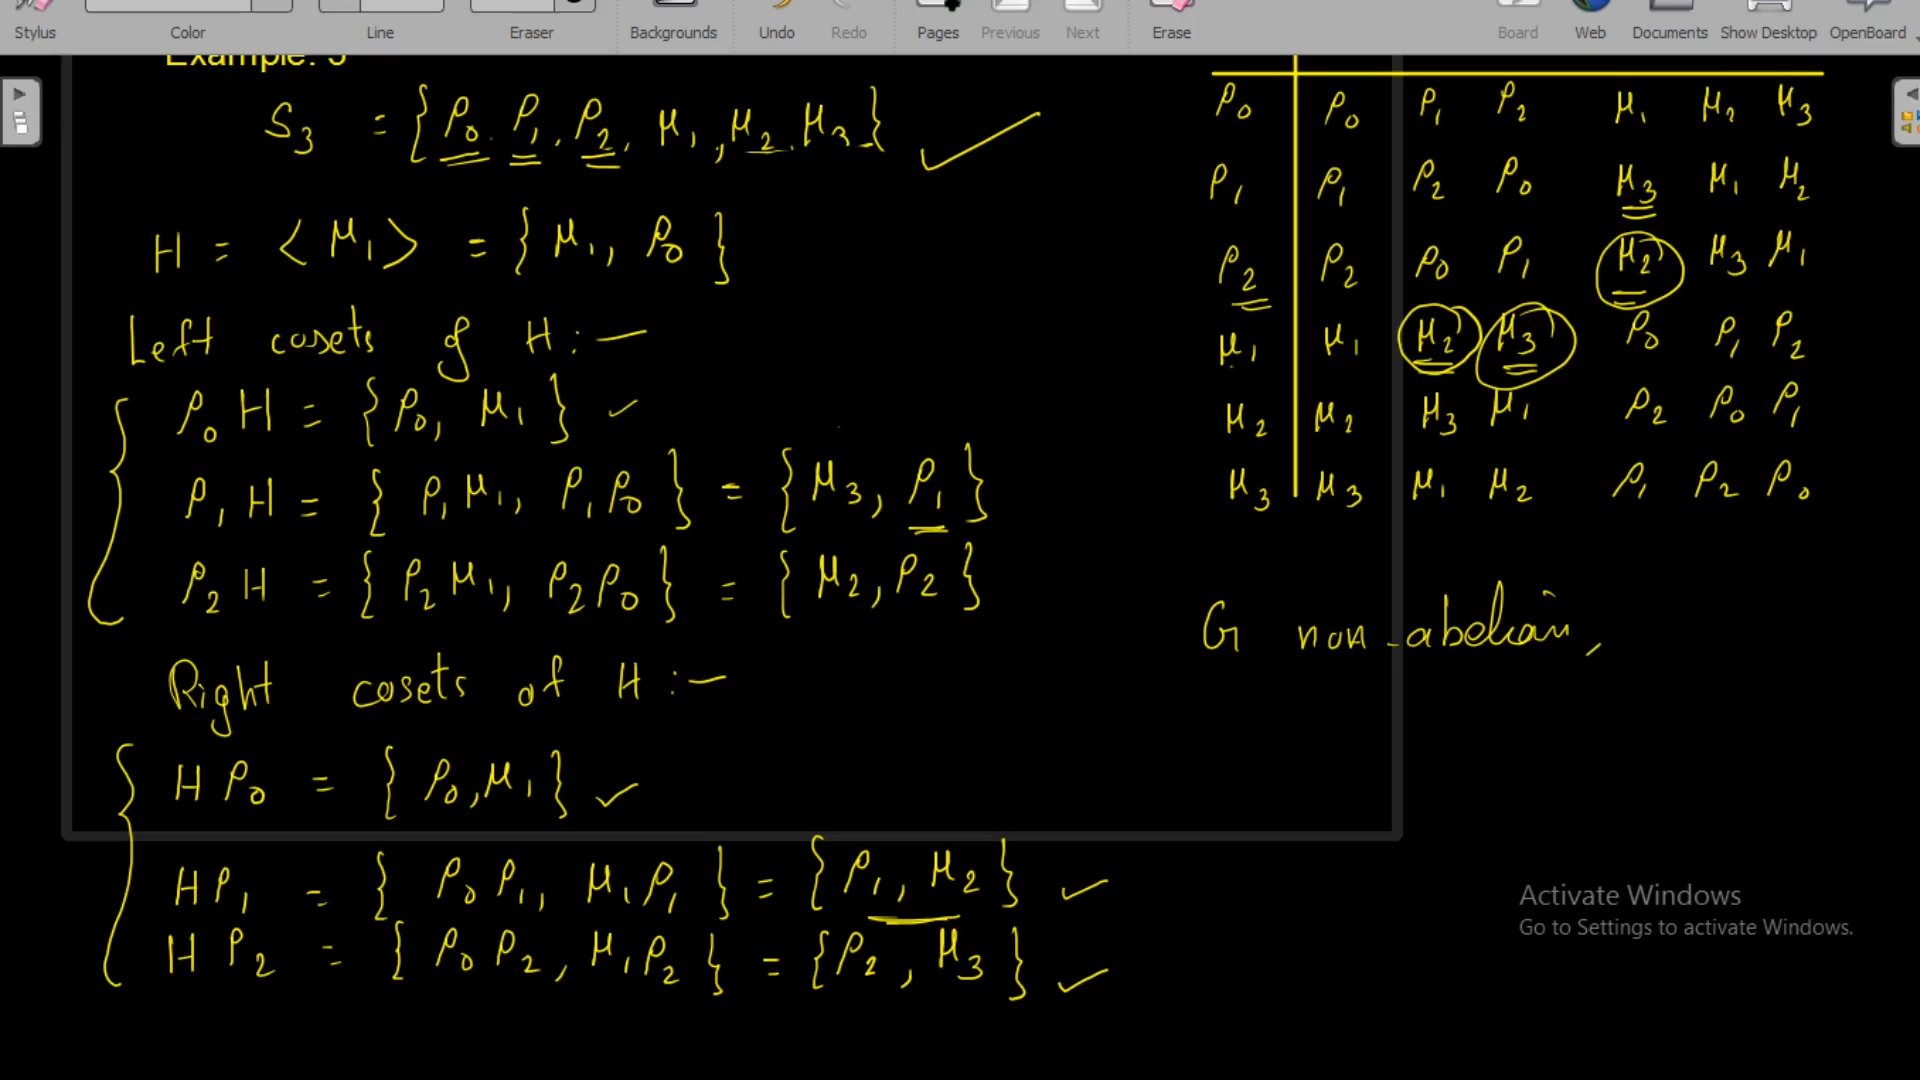 Stylus Color Line Eraser Backgrounds Undo Redo Pages Previous Next Erase Board Web Documents Show Desktop OpenBoard
Example: 3
S₃ = {ρ₀, ρ₁, ρ₂, μ₁, μ₂, μ₃}
H = <μ₁> = {μ₁, ρ₀}
Left cosets of H:—
ρ₀H = {ρ₀, μ₁} ✓
ρ₁H = {ρ₁μ₁, ρ₁ρ₀} = {μ₃, ρ₁}
ρ₂H = {ρ₂μ₁, ρ₂ρ₀} = {μ₂, ρ₂}
Right cosets of H:—
Hρ₀ = {ρ₀, μ₁} ✓
Hρ₁ = {ρ₀ρ₁, μ₁ρ₁} = {ρ₁, μ₂} ✓
Hρ₂ = {ρ₀ρ₂, μ₁ρ₂} = {ρ₂, μ₃} ✓
ρ₀ ρ₀ ρ₁ ρ₂ μ₁ μ₂ μ₃
ρ₁ ρ₁ ρ₂ ρ₀ μ₃ μ₁ μ₂
ρ₂ ρ₂ ρ₀ ρ₁ μ₂ μ₃ μ₁
μ₁ μ₁ μ₂ μ₃ ρ₀ ρ₁ ρ₂
μ₂ μ₂ μ₃ μ₁ ρ₂ ρ₀ ρ₁
μ₃ μ₃ μ₁ μ₂ ρ₁ ρ₂ ρ₀
G non-abelian,
Activate Windows
Go to Settings to activate Windows.